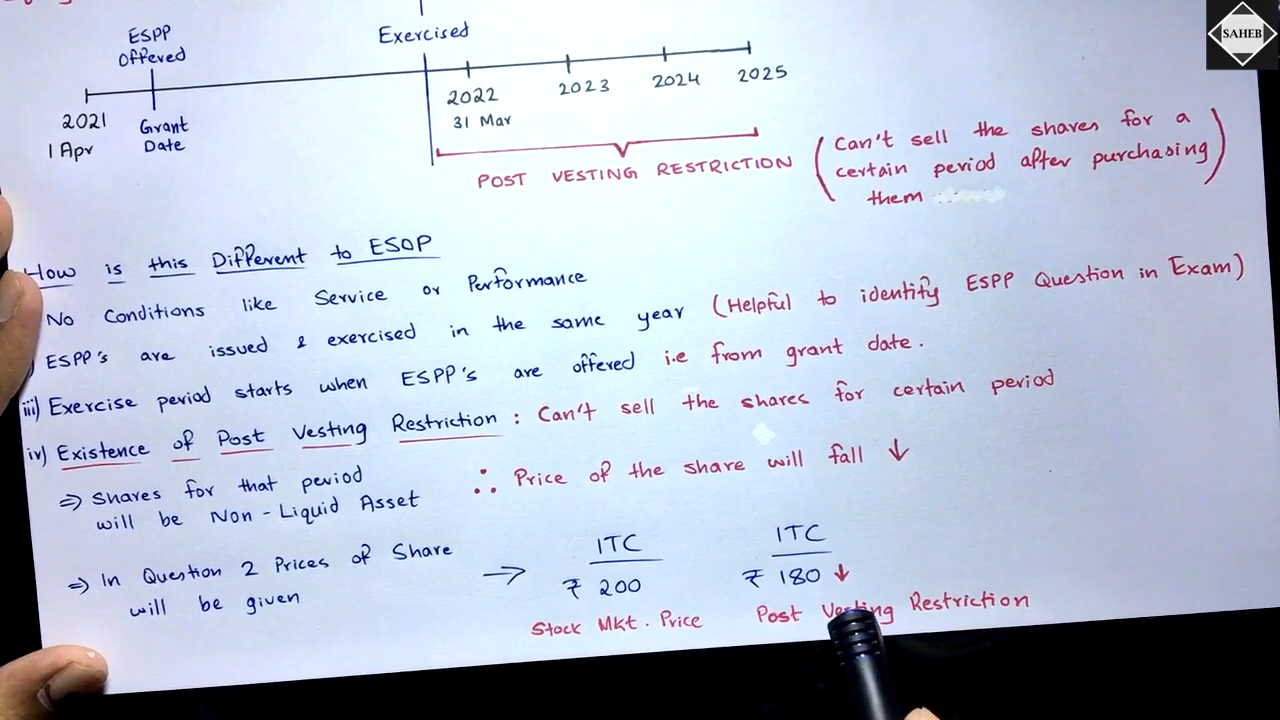 SAHEB
ESPP
Offered
Exercised
2021
1 Apr
Grant
Date
2022
31 Mar
2023
2024
2025
POST VESTING RESTRICTION
(Can't sell the shares for a
certain period after purchasing
them)
How is this Different to ESOP
No Conditions like Service or Performance
) ESPP's are issued & exercised in the same year (Helpful to identify ESPP Question in Exam)
iii) Exercise period starts when ESPP's are offered i.e from grant date.
iv) Existence of Post Vesting Restriction : Can't sell the shares for certain period
⇒ Shares for that period
will be Non-Liquid Asset
∴ Price of the share will fall ↓
⇒ In Question 2 Prices of Share
will be given
→ ITC
₹ 200
Stock Mkt. Price
ITC
₹ 180 ↓
Post Vesting Restriction